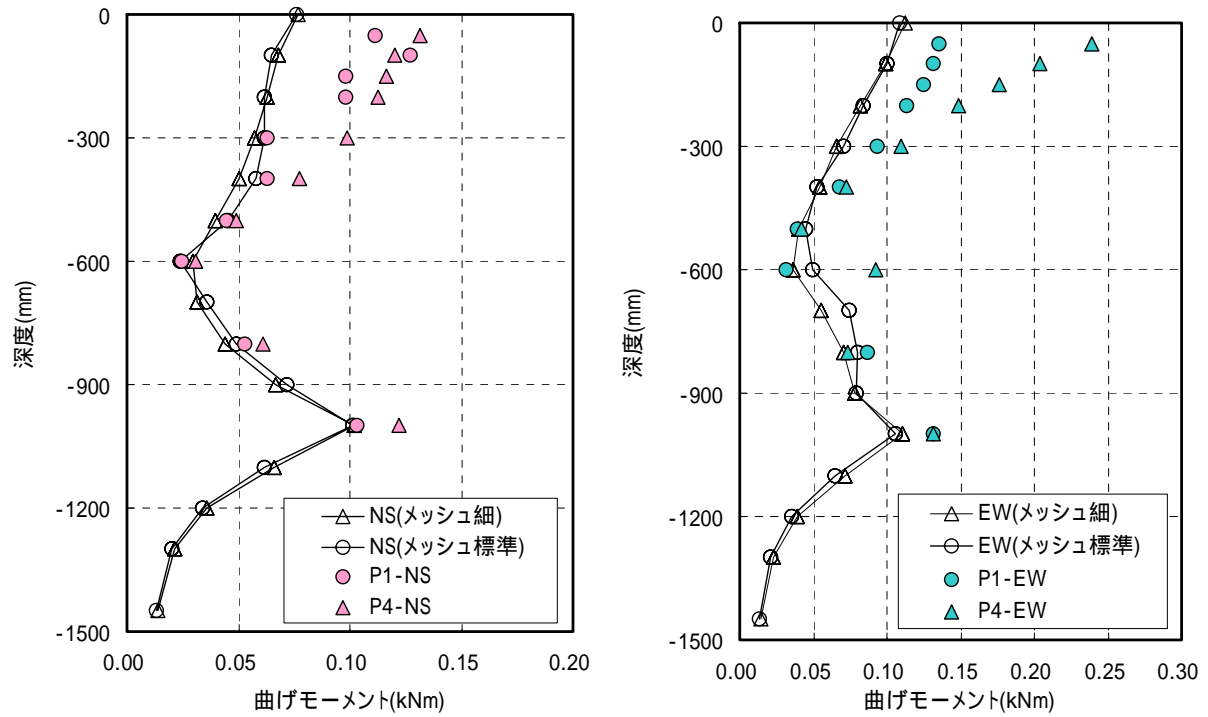 0
-300
-600
-900
-1200
-1500
深度(mm)
0.00 0.05 0.10 0.15 0.20
曲げモーメント(kNm)
NS(メッシュ細)
NS(メッシュ標準)
P1-NS
P4-NS
0
-300
-600
-900
-1200
-1500
深度(mm)
0.00 0.05 0.10 0.15 0.20 0.25 0.30
曲げモーメント(kNm)
EW(メッシュ細)
EW(メッシュ標準)
P1-EW
P4-EW